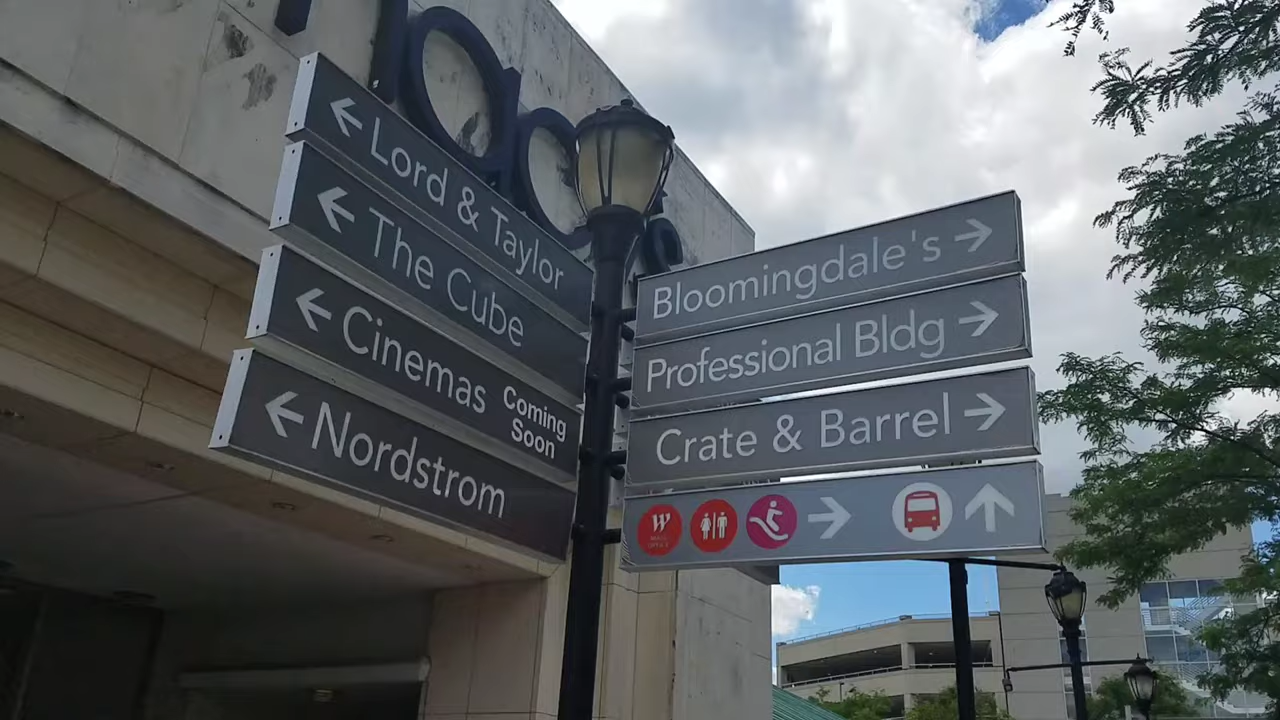 Lord & Taylor
The Cube
Cinemas Coming Soon
Nordstrom
Bloomingdale's
Professional Bldg
Crate & Barrel
W